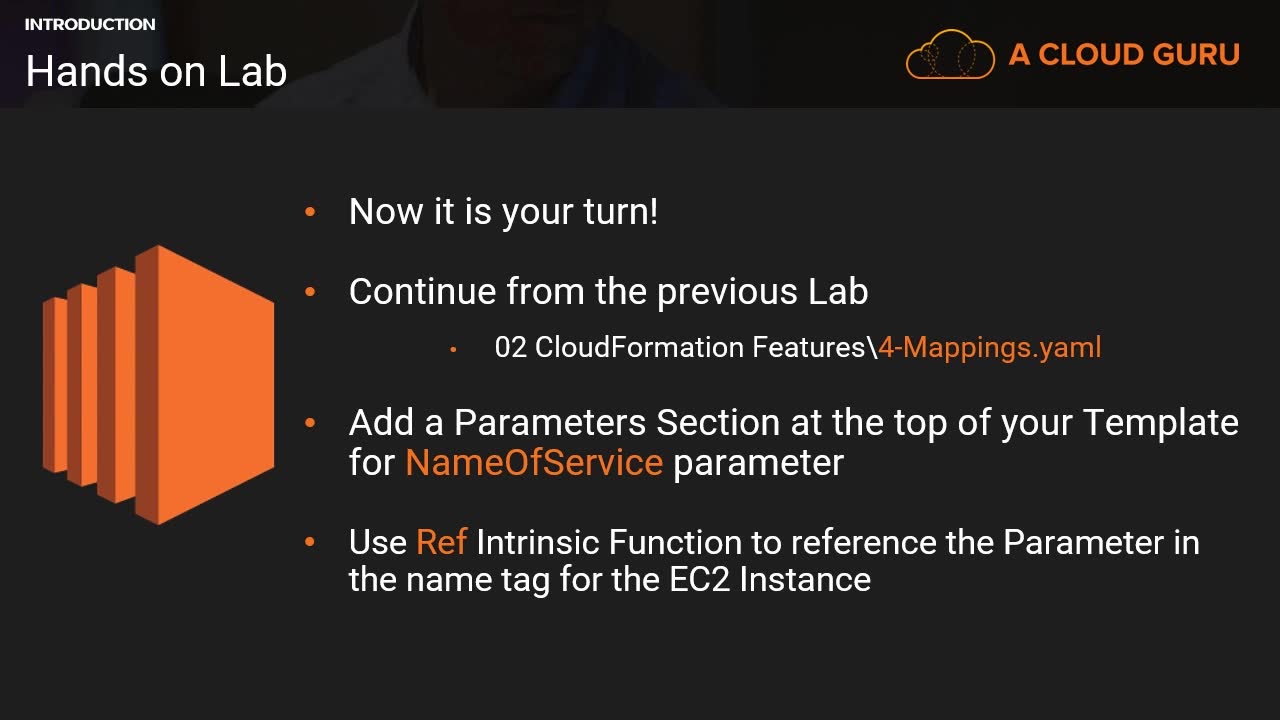 INTRODUCTION
Hands on Lab
A CLOUD GURU
• Now it is your turn!
• Continue from the previous Lab
• 02 CloudFormation Features\4-Mappings.yaml
• Add a Parameters Section at the top of your Template
for NameOfService parameter
• Use Ref Intrinsic Function to reference the Parameter in
the name tag for the EC2 Instance